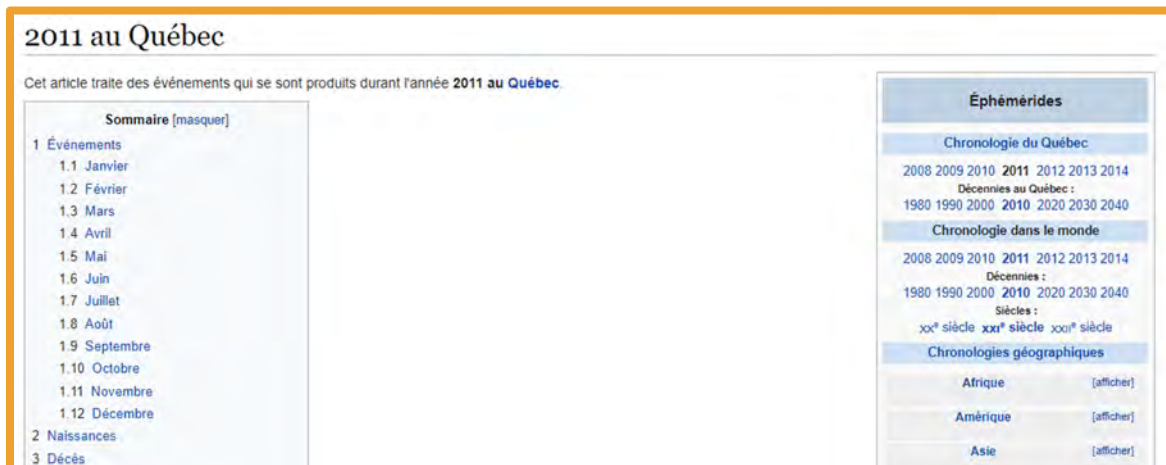 2011 au Québec
Cet article traite des événements qui se sont produits durant l'année 2011 au Québec.
Sommaire [masquer]
1 Événements
1.1 Janvier
1.2 Février
1.3 Mars
1.4 Avril
1.5 Mai
1.6 Juin
1.7 Juillet
1.8 Août
1.9 Septembre
1.10 Octobre
1.11 Novembre
1.12 Décembre
2 Naissances
3 Décès
Éphémérides
Chronologie du Québec
2008 2009 2010 2011 2012 2013 2014
Décennies au Québec :
1980 1990 2000 2010 2020 2030 2040
Chronologie dans le monde
2008 2009 2010 2011 2012 2013 2014
Décennies :
1980 1990 2000 2010 2020 2030 2040
Siècles :
XXe siècle XXIe siècle XXIIe siècle
Chronologies géographiques
Afrique [afficher]
Amérique [afficher]
Asie [afficher]